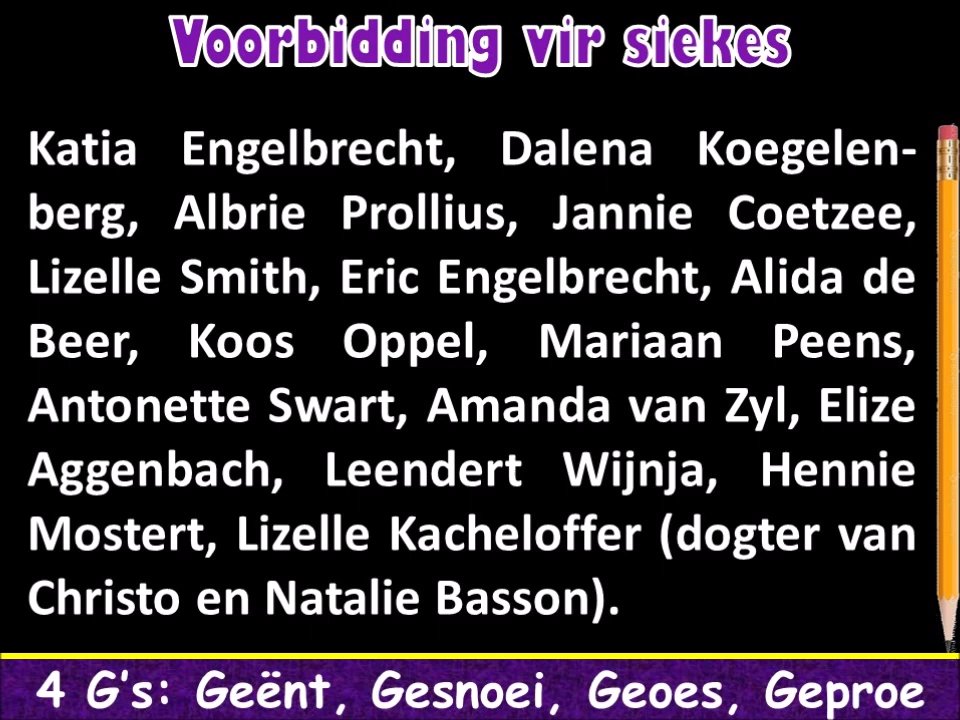 Voorbidding vir siekes
Katia Engelbrecht, Dalena Koegelen-
berg, Albrie Prollius, Jannie Coetzee,
Lizelle Smith, Eric Engelbrecht, Alida de
Beer, Koos Oppel, Mariaan Peens,
Antonette Swart, Amanda van Zyl, Elize
Aggenbach, Leendert Wijnja, Hennie
Mostert, Lizelle Kacheloffer (dogter van
Christo en Natalie Basson).
4 G's: Geënt, Gesnoei, Geoes, Geproe